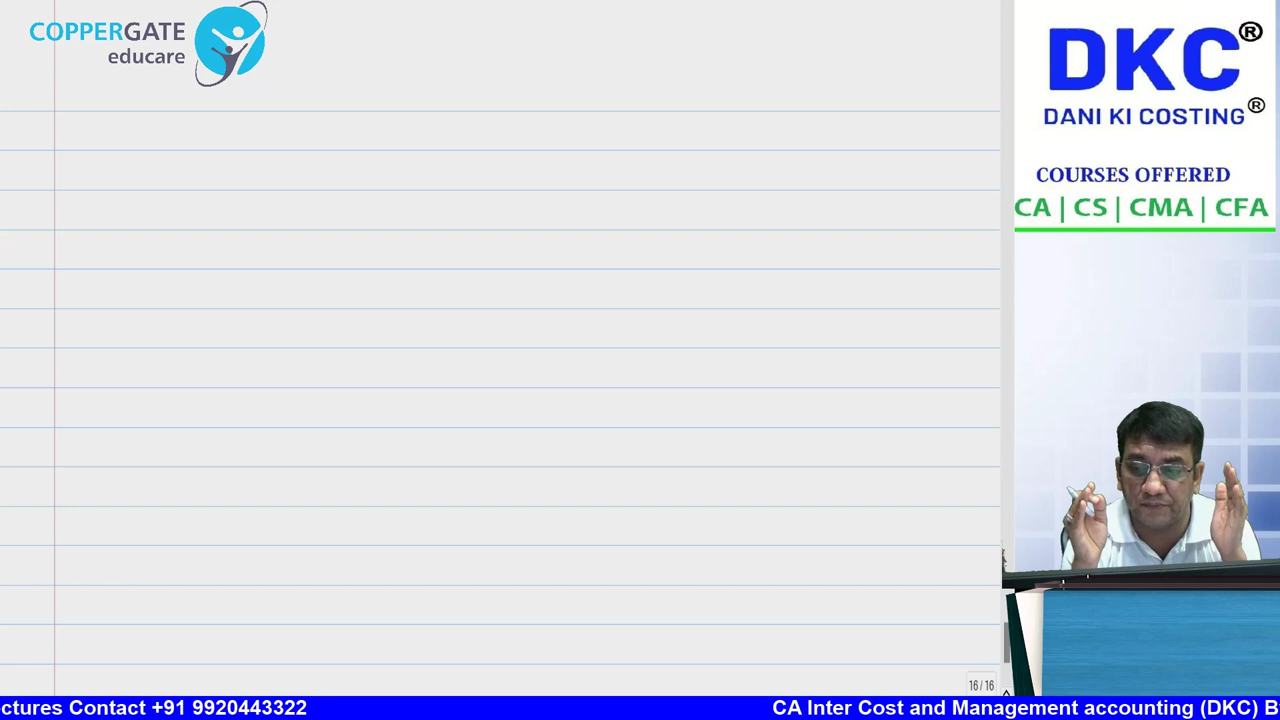 COPPERGATE
educare
DKC®
DANI KI COSTING®
COURSES OFFERED
CA | CS | CMA | CFA
16/16
ctures Contact +91 9920443322
CA Inter Cost and Management accounting (DKC) B